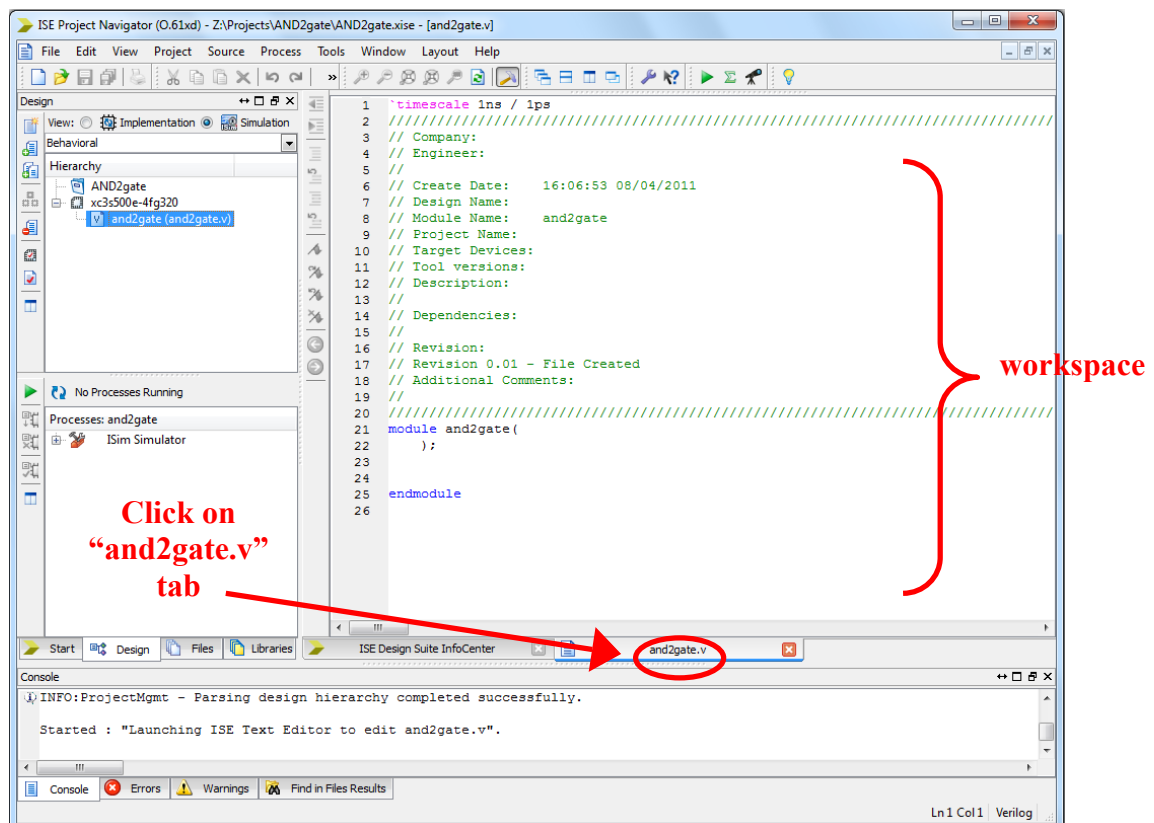 ISE Project Navigator (O.61xd) - Z:\Projects\AND2gate\AND2gate.xise - [and2gate.v]
File Edit View Project Source Process Tools Window Layout Help
»
Design
View: Implementation Simulation
Behavioral
Hierarchy
AND2gate
xc3s500e-4fg320
and2gate (and2gate.v)
No Processes Running
Processes: and2gate
ISim Simulator
Click on
“and2gate.v”
tab
Start Design Files Libraries
1 `timescale 1ns / 1ps
2 //////////////////////////////////////////////////////////////////////////////////
3 // Company:
4 // Engineer:
5 //
6 // Create Date:    16:06:53 08/04/2011
7 // Design Name:
8 // Module Name:    and2gate
9 // Project Name:
10 // Target Devices:
11 // Tool versions:
12 // Description:
13 //
14 // Dependencies:
15 //
16 // Revision:
17 // Revision 0.01 - File Created
18 // Additional Comments:
19 //
20 //////////////////////////////////////////////////////////////////////////////////
21 module and2gate(
22     );
23
24
25 endmodule
26
workspace
ISE Design Suite InfoCenter and2gate.v
Console
INFO:ProjectMgmt - Parsing design hierarchy completed successfully.
Started : "Launching ISE Text Editor to edit and2gate.v".
Console Errors Warnings Find in Files Results
Ln 1 Col 1 Verilog